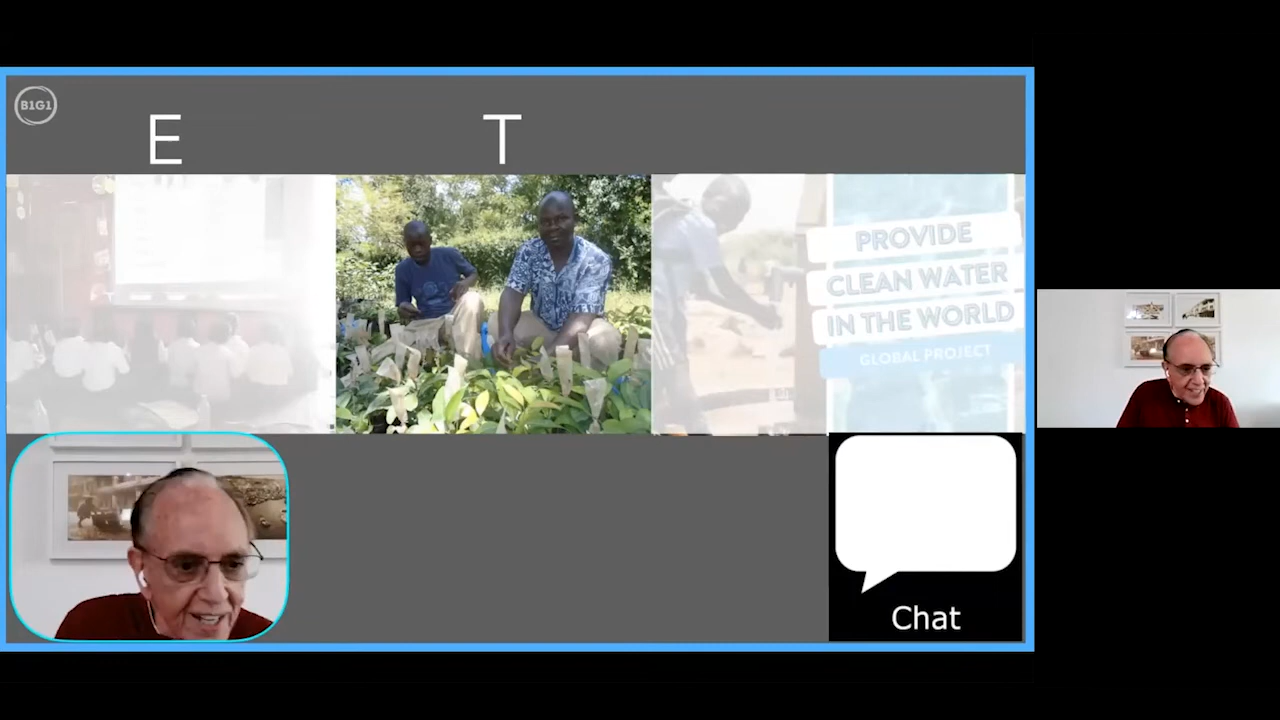 B1G1
E
T
PROVIDE
CLEAN WATER
IN THE WORLD
GLOBAL PROJECT
Chat